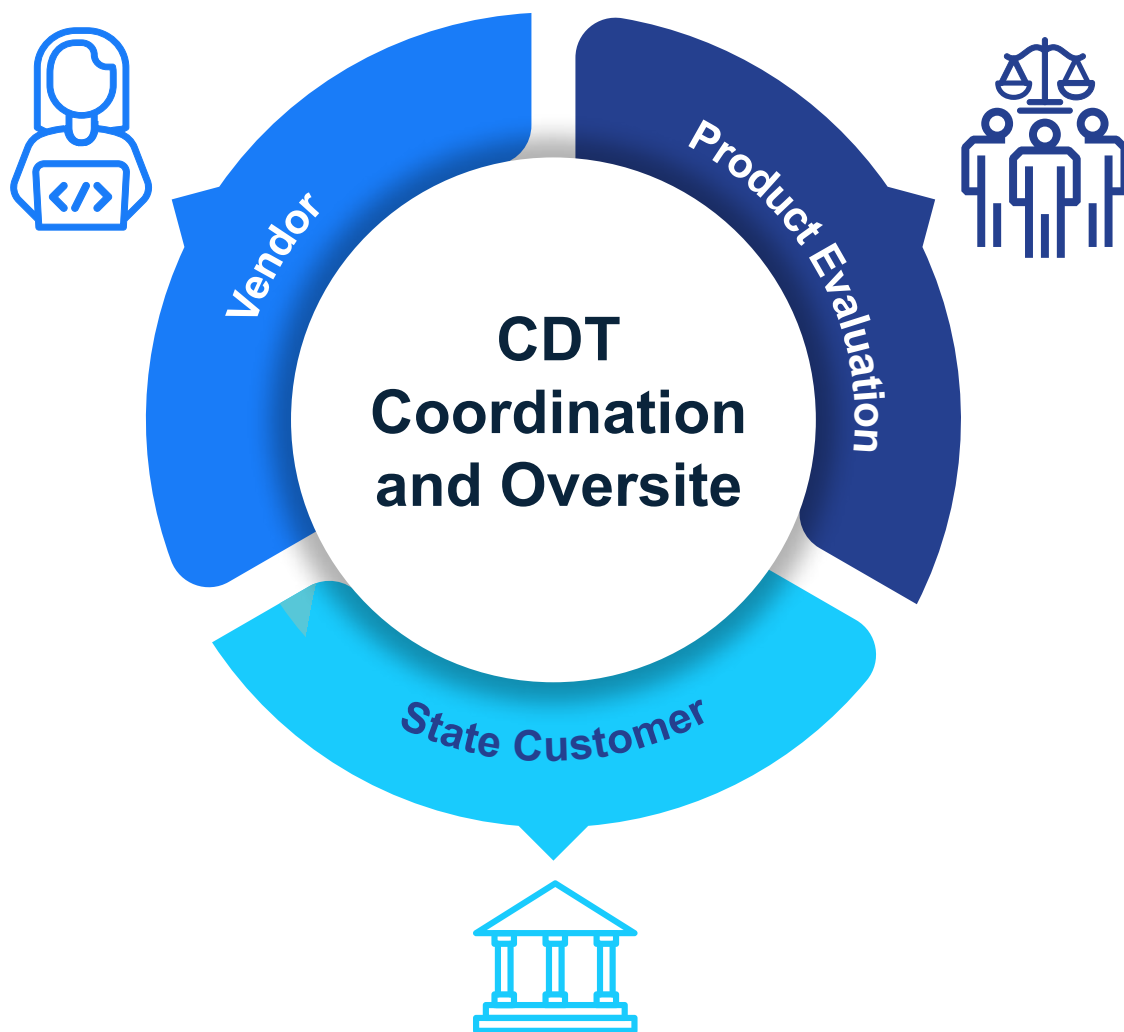 Vendor
Product Evaluation
CDT
Coordination
and Oversite
State Customer